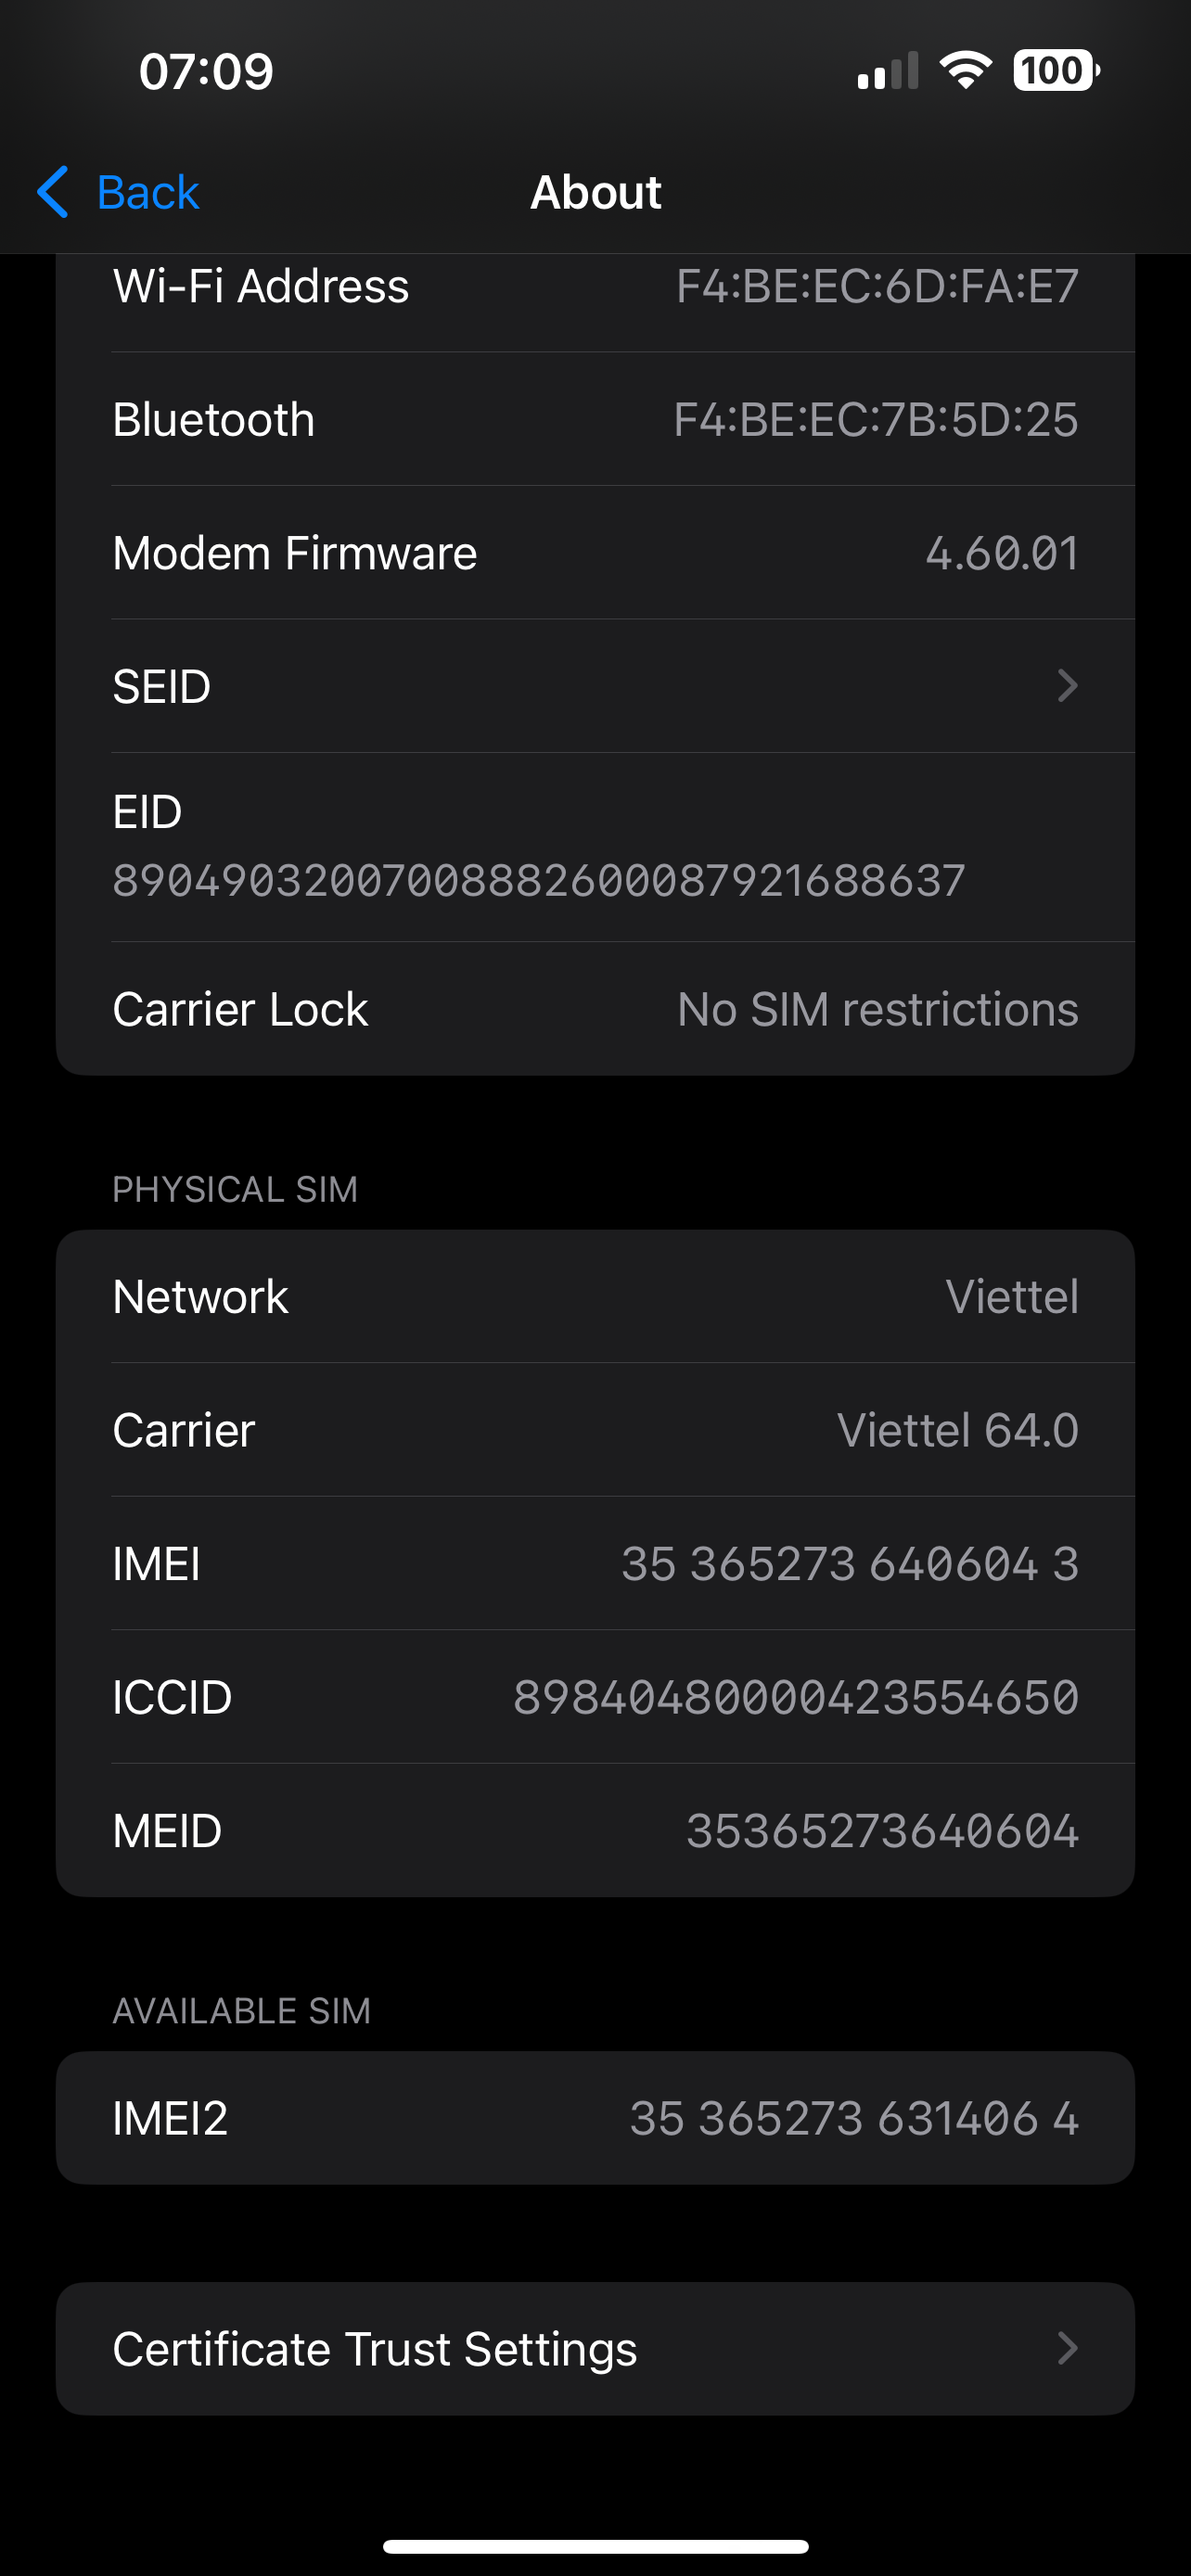 07:09
100
Back
About
Wi-Fi Address F4:BE:EC:6D:FA:E7
Bluetooth F4:BE:EC:7B:5D:25
Modem Firmware 4.60.01
SEID
EID
89049032007008882600087921688637
Carrier Lock No SIM restrictions
PHYSICAL SIM
Network Viettel
Carrier Viettel 64.0
IMEI 35 365273 640604 3
ICCID 89840480000423554650
MEID 35365273640604
AVAILABLE SIM
IMEI2 35 365273 631406 4
Certificate Trust Settings